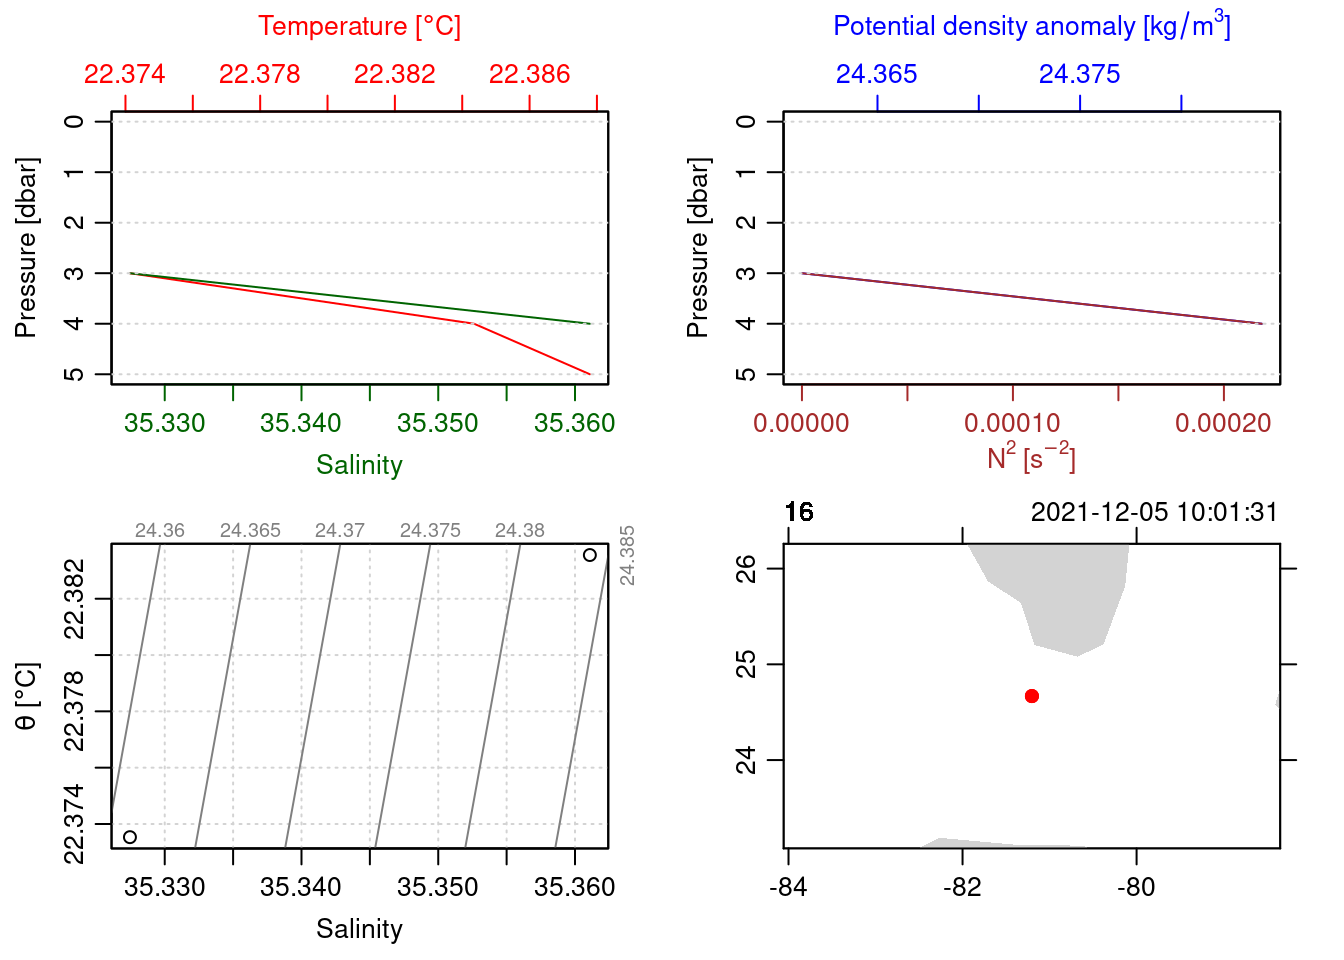 Temperature [°C]
22.374 22.378 22.382 22.386
Pressure [dbar]
0
1
2
3
4
5
35.330 35.340 35.350 35.360
Salinity
Potential density anomaly [kg/m³]
24.365 24.375
Pressure [dbar]
0
1
2
3
4
5
0.00000 0.00010 0.00020
N² [s⁻²]
24.36 24.365 24.37 24.375 24.38
24.385
θ [°C]
22.382
22.378
22.374
35.330 35.340 35.350 35.360
Salinity
16 2021-12-05 10:01:31
26
25
24
-84 -82 -80